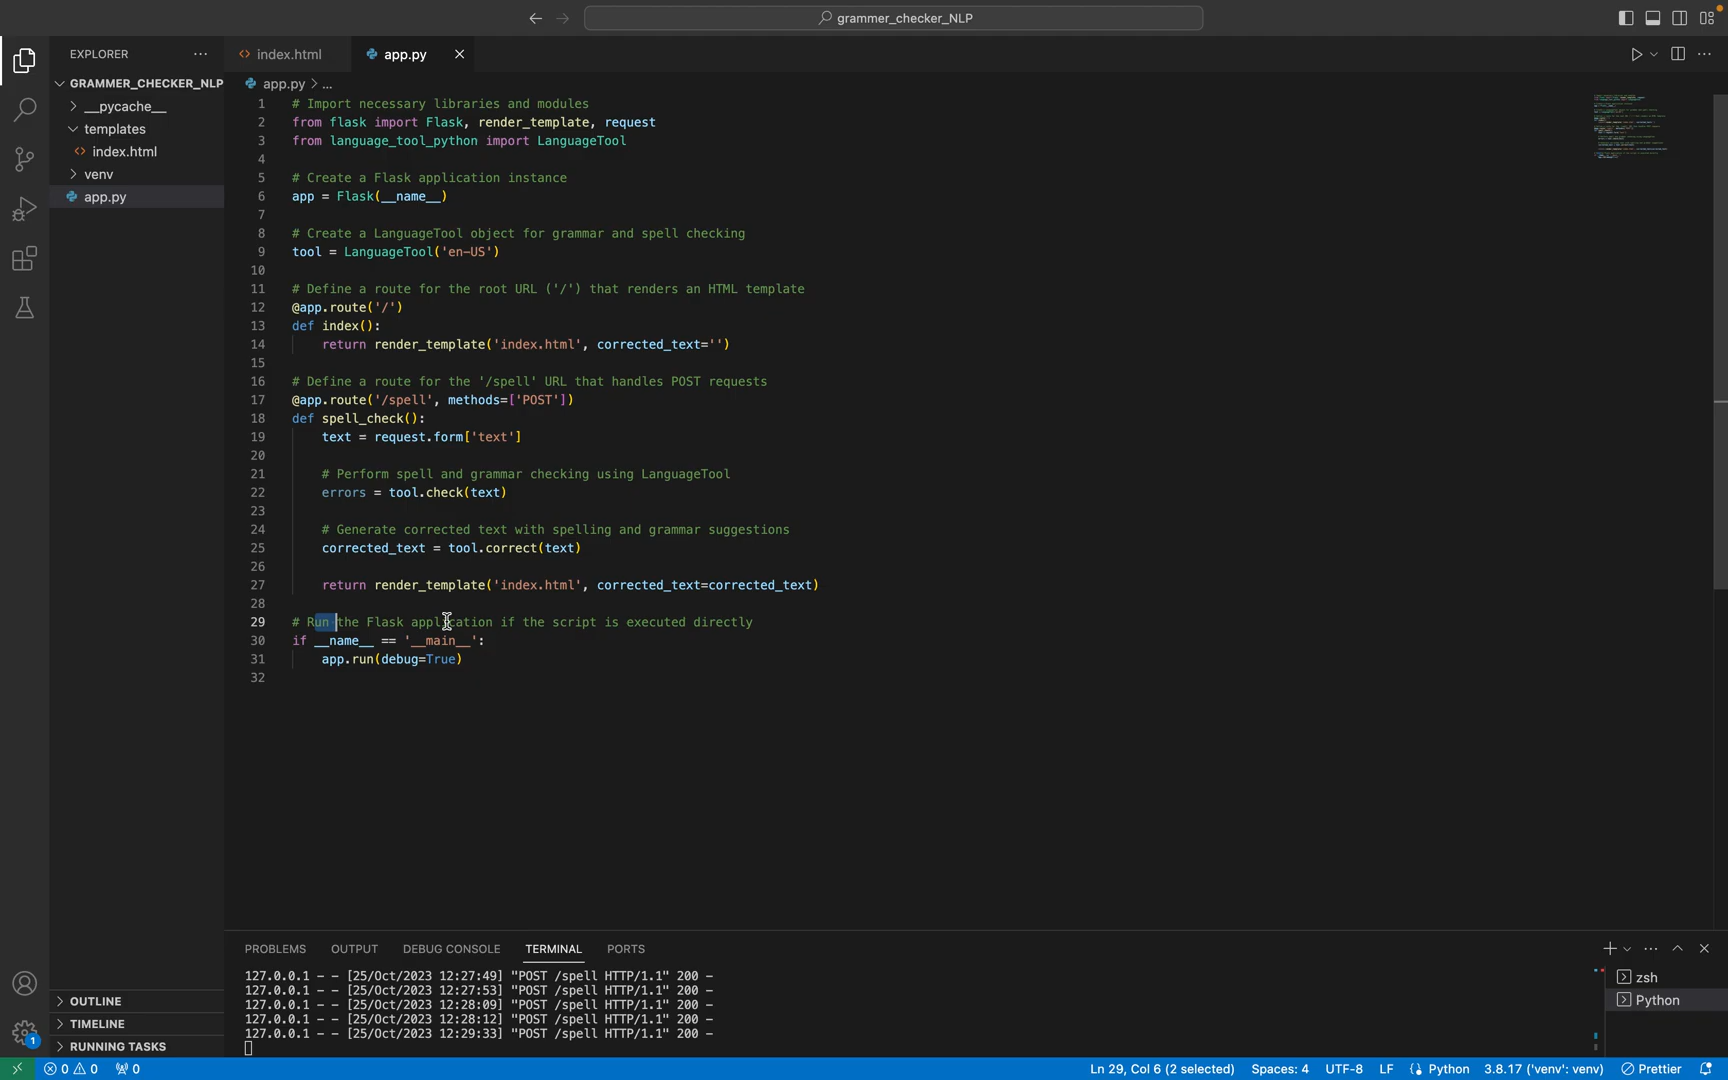 grammer_checker_NLP
EXPLORER
GRAMMER_CHECKER_NLP
__pycache__
templates
index.html
venv
app.py
OUTLINE
TIMELINE
RUNNING TASKS
index.html
app.py
app.py > ...
1 # Import necessary libraries and modules
2 from flask import Flask, render_template, request
3 from language_tool_python import LanguageTool
4
5 # Create a Flask application instance
6 app = Flask(__name__)
7
8 # Create a LanguageTool object for grammar and spell checking
9 tool = LanguageTool('en-US')
10
11 # Define a route for the root URL ('/') that renders an HTML template
12 @app.route('/')
13 def index():
14     return render_template('index.html', corrected_text='')
15
16 # Define a route for the '/spell' URL that handles POST requests
17 @app.route('/spell', methods=['POST'])
18 def spell_check():
19     text = request.form['text']
20
21     # Perform spell and grammar checking using LanguageTool
22     errors = tool.check(text)
23
24     # Generate corrected text with spelling and grammar suggestions
25     corrected_text = tool.correct(text)
26
27     return render_template('index.html', corrected_text=corrected_text)
28
29 # Run the Flask application if the script is executed directly
30 if __name__ == '__main__':
31     app.run(debug=True)
32
PROBLEMS OUTPUT DEBUG CONSOLE TERMINAL PORTS
127.0.0.1 - - [25/Oct/2023 12:27:49] "POST /spell HTTP/1.1" 200 -
127.0.0.1 - - [25/Oct/2023 12:27:53] "POST /spell HTTP/1.1" 200 -
127.0.0.1 - - [25/Oct/2023 12:28:09] "POST /spell HTTP/1.1" 200 -
127.0.0.1 - - [25/Oct/2023 12:28:12] "POST /spell HTTP/1.1" 200 -
127.0.0.1 - - [25/Oct/2023 12:29:33] "POST /spell HTTP/1.1" 200 -
zsh
Python
1
0 0 0 Ln 29, Col 6 (2 selected) Spaces: 4 UTF-8 LF Python 3.8.17 ('venv': venv) Prettier